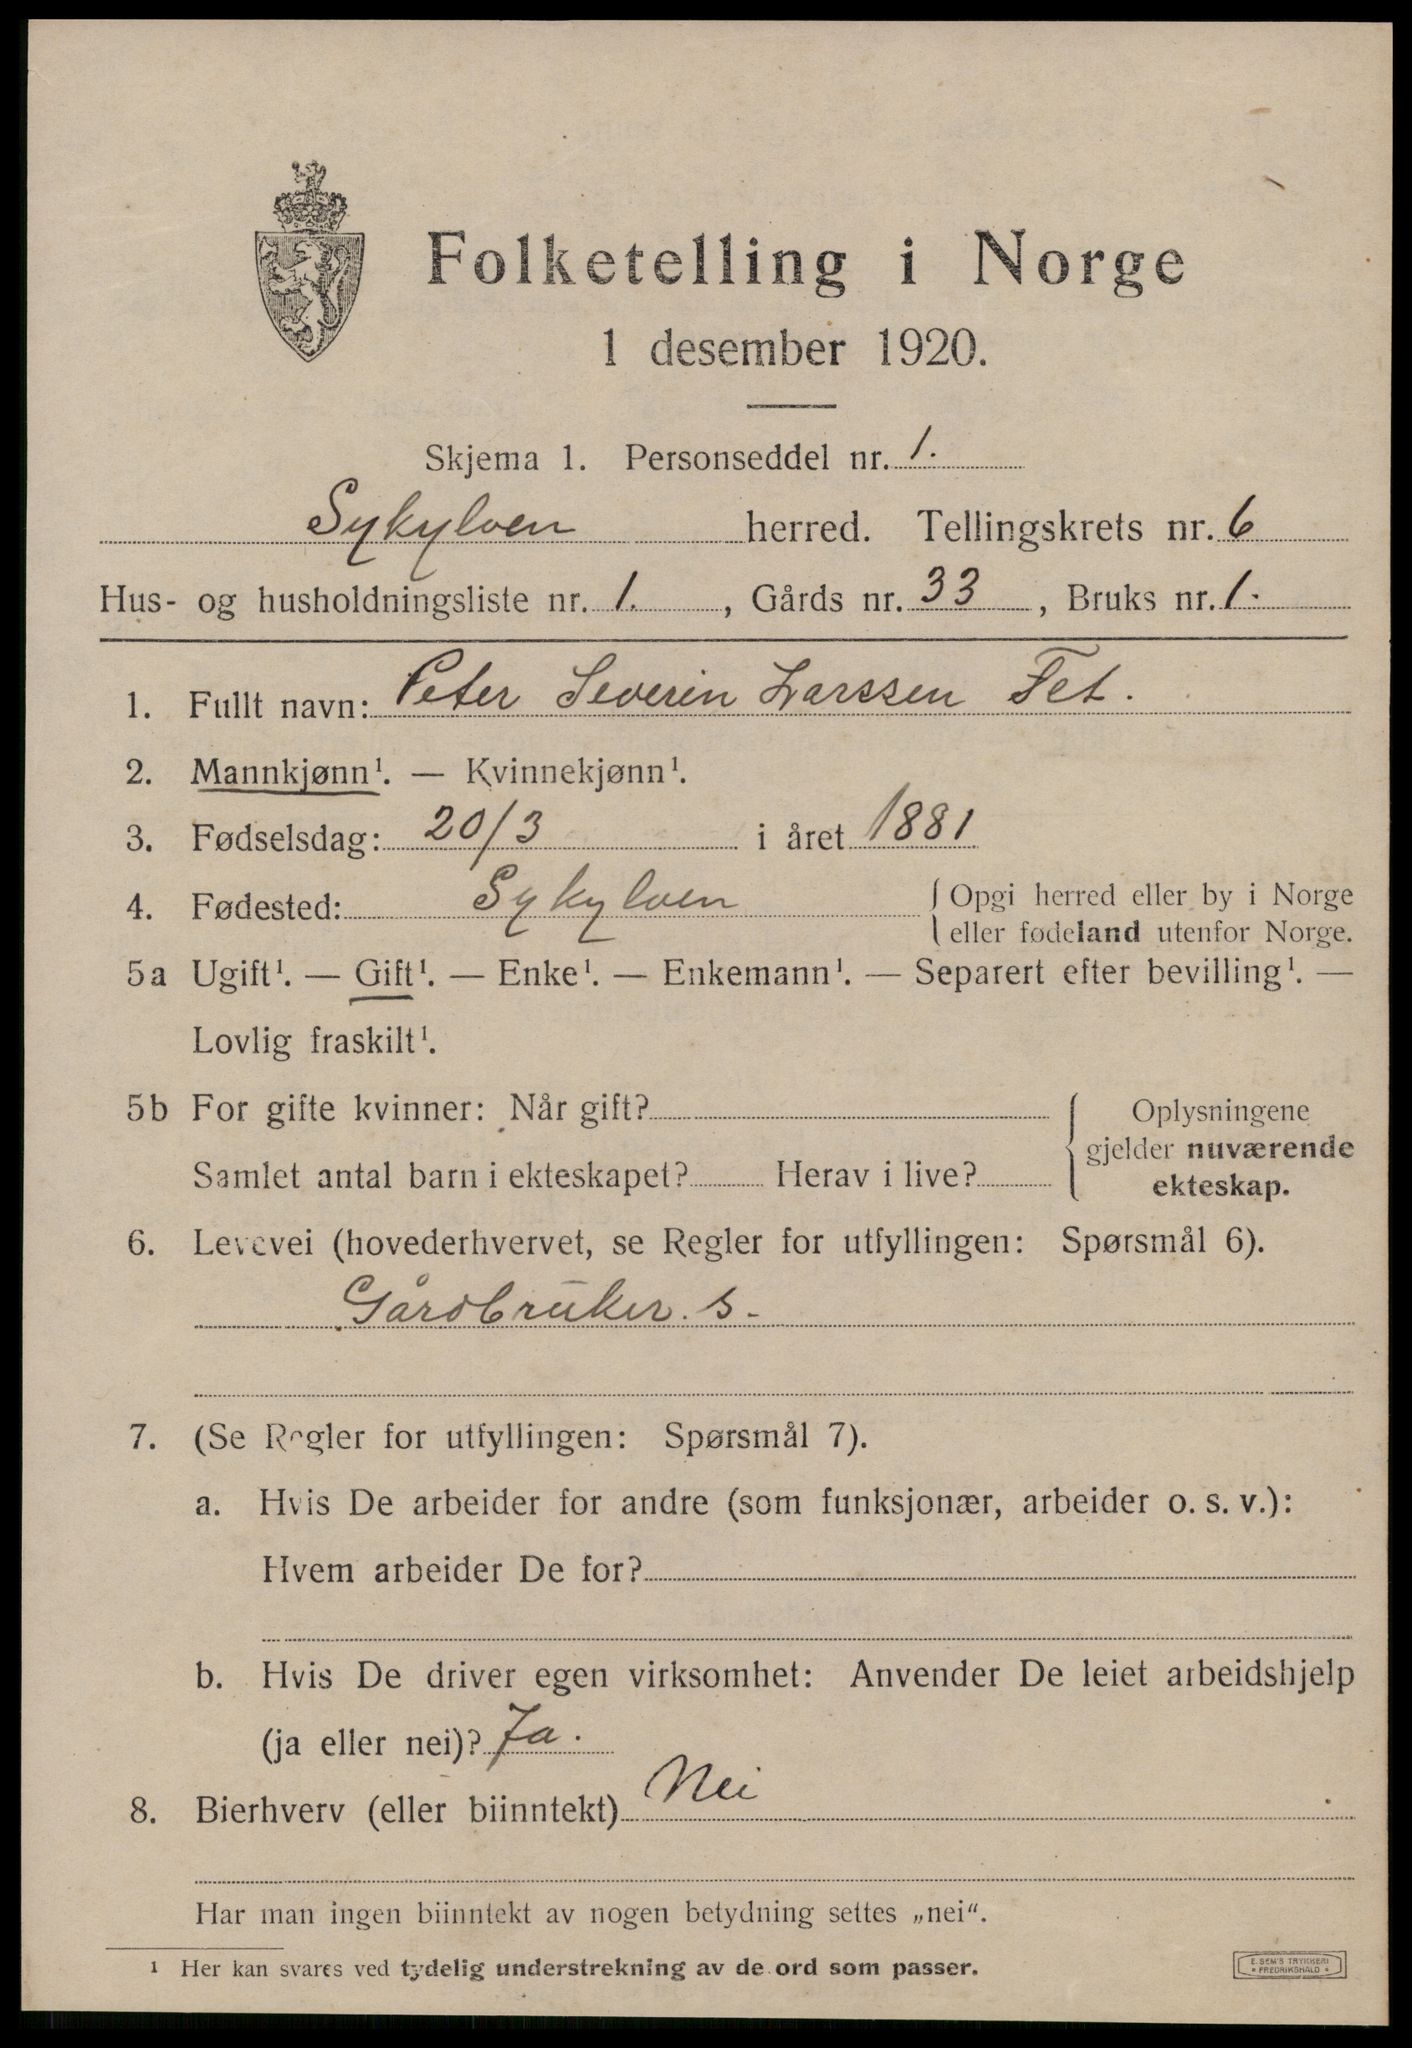 Folketelling i Norge
1 desember 1920.
Skjema 1. Personseddel nr. 1.
Sykylven herred. Tellingskrets nr. 6
Hus- og husholdningsliste nr. 1., Gårds nr. 33, Bruks nr. 1.
1. Fullt navn: Peter Severin Larssen Fet.
2. Mannkjønn¹. — Kvinnekjønn¹.
3. Fødselsdag: 20/3 i året 1881
4. Fødested: Sykylven { Opgi herred eller by i Norge
eller fødeland utenfor Norge.
5a Ugift¹. — Gift¹. — Enke¹. — Enkemann¹. — Separert efter bevilling¹. —
Lovlig fraskilt¹.
5b For gifte kvinner: Når gift?
Samlet antal barn i ekteskapet? Herav i live?
{ Oplysningene
gjelder nuværende
ekteskap.
6. Levevei (hovederhvervet, se Regler for utfyllingen: Spørsmål 6).
Gårdbruker. s.
7. (Se Regler for utfyllingen: Spørsmål 7).
a. Hvis De arbeider for andre (som funksjonær, arbeider o. s. v.):
Hvem arbeider De for?
b. Hvis De driver egen virksomhet: Anvender De leiet arbeidshjelp
(ja eller nei)? Ja.
8. Bierhverv (eller biinntekt) Nei
Har man ingen biinntekt av nogen betydning settes „nei".
¹ Her kan svares ved tydelig understrekning av de ord som passer.
E. SEM'S TRYKKERI
• FREDRIKSHALD •